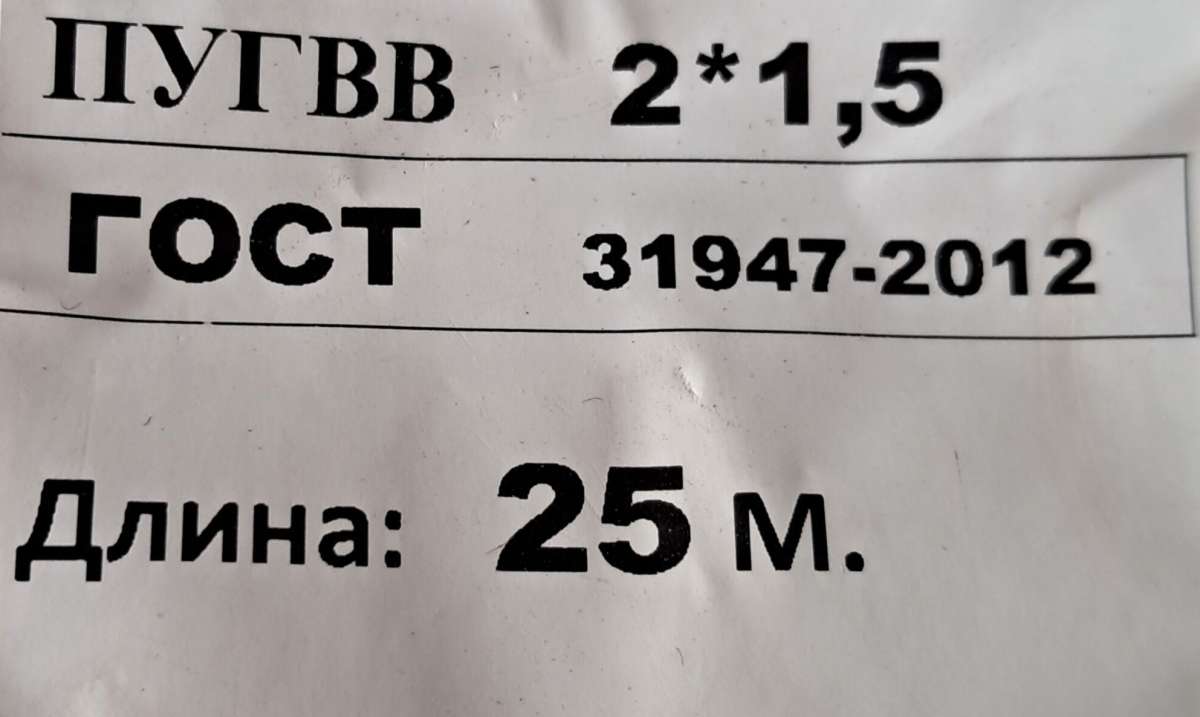 ПУГВВ 2*1,5
ГОСТ 31947-2012
Длина: 25 м.